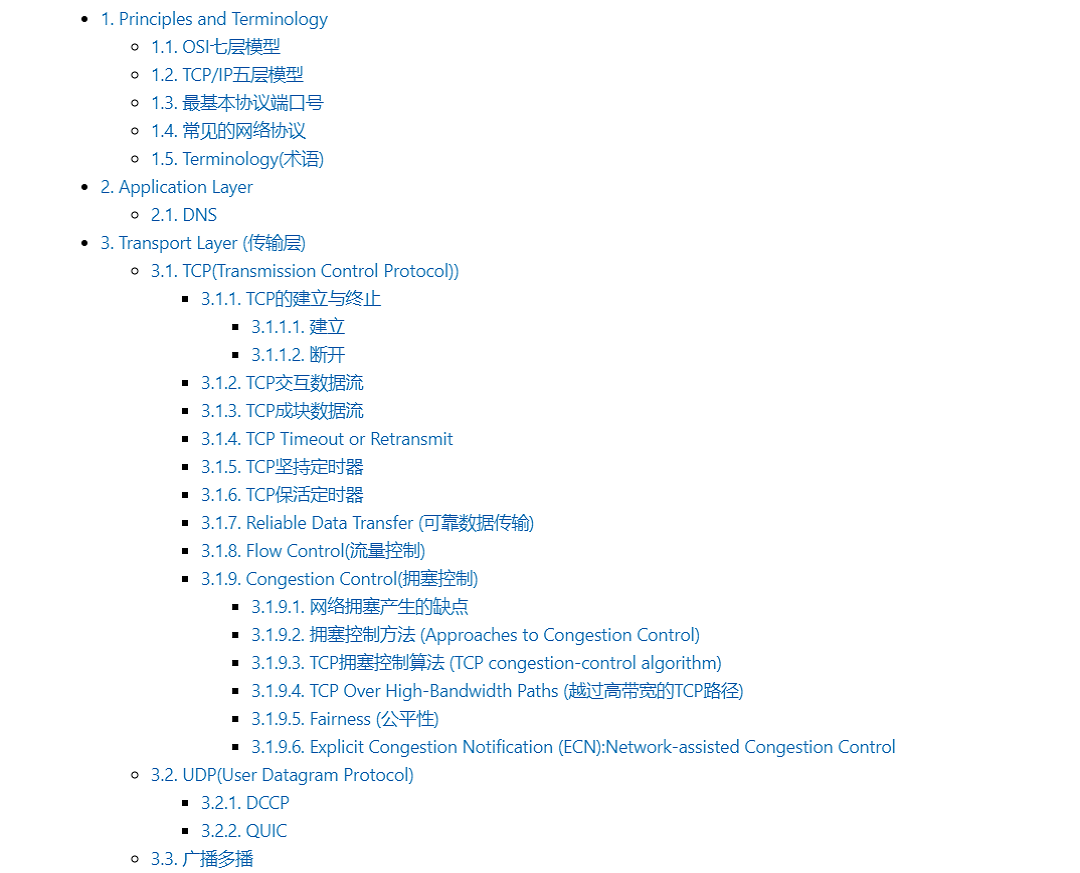 1. Principles and Terminology
1.1. OSI七层模型
1.2. TCP/IP五层模型
1.3. 最基本协议端口号
1.4. 常见的网络协议
1.5. Terminology(术语)
2. Application Layer
2.1. DNS
3. Transport Layer (传输层)
3.1. TCP(Transmission Control Protocol))
3.1.1. TCP的建立与终止
3.1.1.1. 建立
3.1.1.2. 断开
3.1.2. TCP交互数据流
3.1.3. TCP成块数据流
3.1.4. TCP Timeout or Retransmit
3.1.5. TCP坚持定时器
3.1.6. TCP保活定时器
3.1.7. Reliable Data Transfer (可靠数据传输)
3.1.8. Flow Control(流量控制)
3.1.9. Congestion Control(拥塞控制)
3.1.9.1. 网络拥塞产生的缺点
3.1.9.2. 拥塞控制方法 (Approaches to Congestion Control)
3.1.9.3. TCP拥塞控制算法 (TCP congestion-control algorithm)
3.1.9.4. TCP Over High-Bandwidth Paths (越过高带宽的TCP路径)
3.1.9.5. Fairness (公平性)
3.1.9.6. Explicit Congestion Notification (ECN):Network-assisted Congestion Control
3.2. UDP(User Datagram Protocol)
3.2.1. DCCP
3.2.2. QUIC
3.3. 广播多播